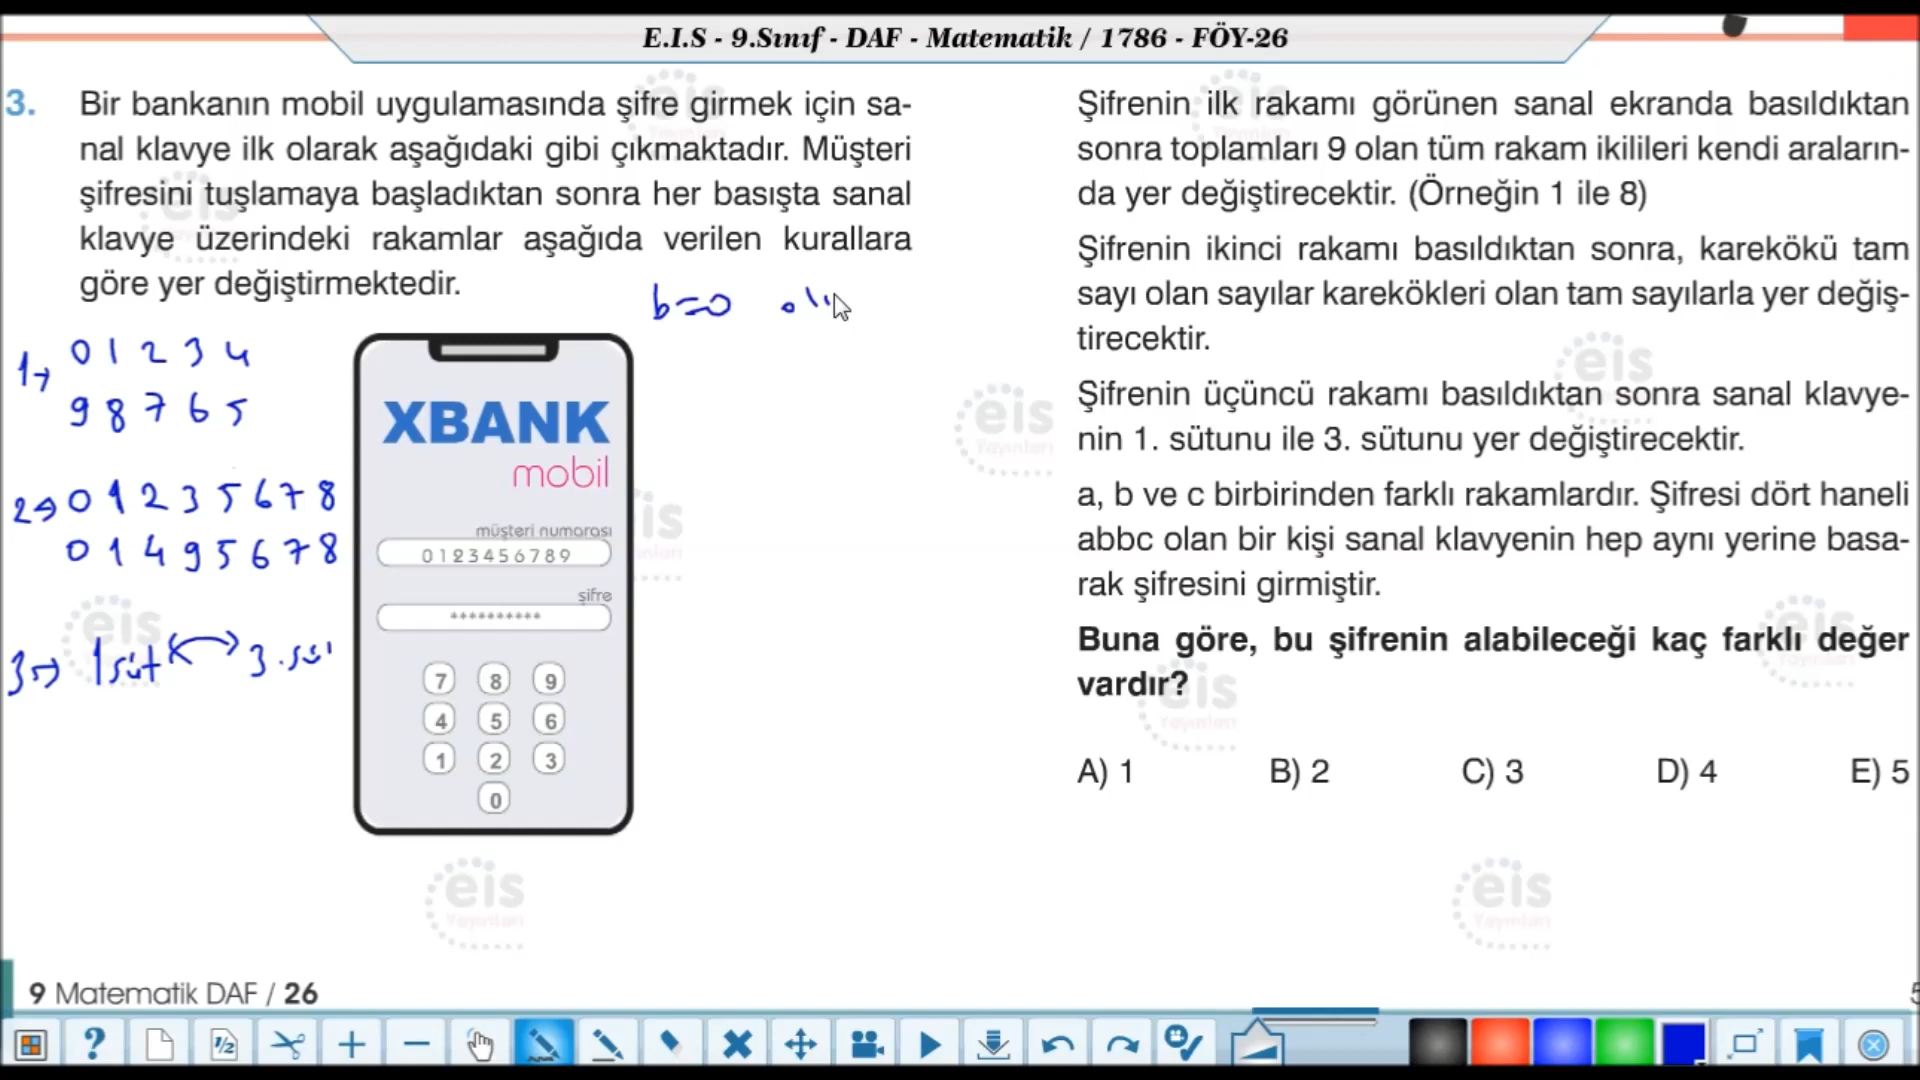 E.I.S - 9.Sınıf - DAF - Matematik / 1786 - FÖY-26
3. Bir bankanın mobil uygulamasında şifre girmek için sa-
nal klavye ilk olarak aşağıdaki gibi çıkmaktadır. Müşteri
şifresini tuşlamaya başladıktan sonra her basışta sanal
klavye üzerindeki rakamlar aşağıda verilen kurallara
göre yer değiştirmektedir.
b=0
1→ 0 1 2 3 4
9 8 7 6 5
2→ 0 1 2 3 5 6 7 8
0 1 4 9 5 6 7 8
3→ 1süt ↔ 3.sü
XBANK
mobil
müşteri numarası
0123456789
şifre
**********
7 8 9
4 5 6
1 2 3
0
Şifrenin ilk rakamı görünen sanal ekranda basıldıktan
sonra toplamları 9 olan tüm rakam ikilileri kendi araların-
da yer değiştirecektir. (Örneğin 1 ile 8)
Şifrenin ikinci rakamı basıldıktan sonra, karekökü tam
sayı olan sayılar karekökleri olan tam sayılarla yer değiş-
tirecektir.
Şifrenin üçüncü rakamı basıldıktan sonra sanal klavye-
nin 1. sütunu ile 3. sütunu yer değiştirecektir.
a, b ve c birbirinden farklı rakamlardır. Şifresi dört haneli
abbc olan bir kişi sanal klavyenin hep aynı yerine basa-
rak şifresini girmiştir.
Buna göre, bu şifrenin alabileceği kaç farklı değer
vardır?
A) 1 B) 2 C) 3 D) 4 E) 5
eis
Yayınları
9 Matematik DAF / 26
5
? 1/2